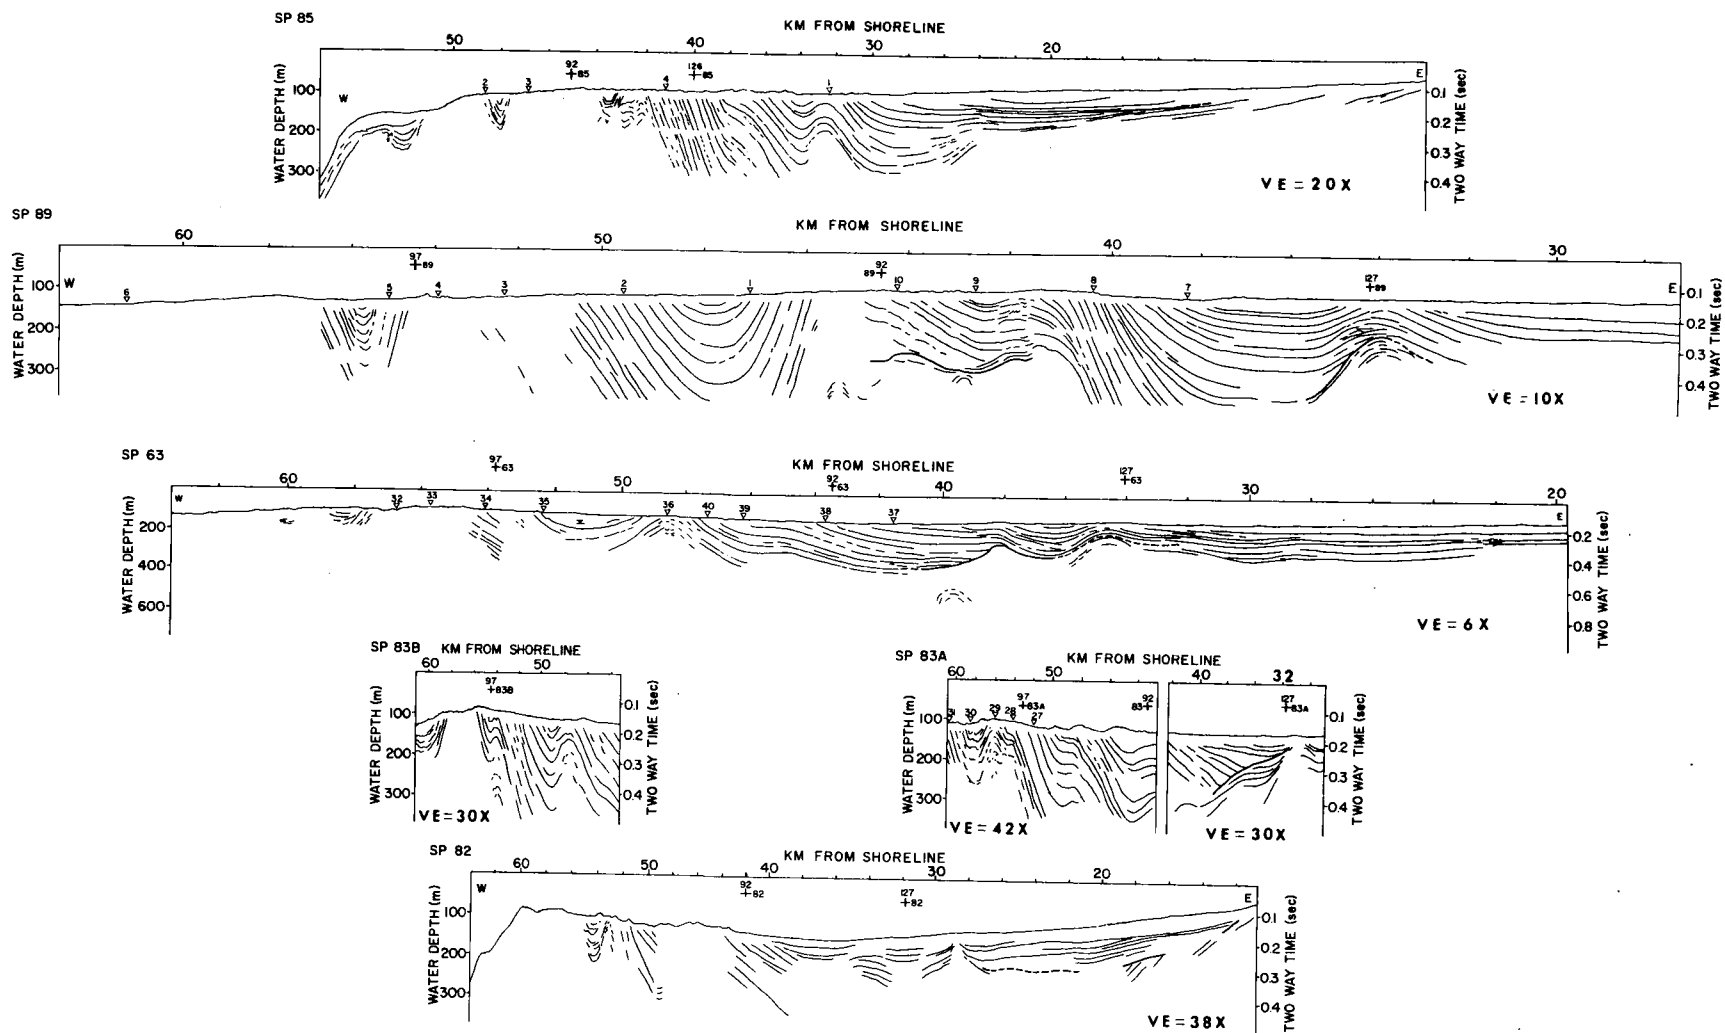 SP 85
KM FROM SHORELINE
50 40 30 20
WATER DEPTH (m)
100
200
300
W
2 3 92 +85 126 +85 4 1
E
0.1
0.2
0.3
0.4
TWO WAY TIME (sec)
VE = 20X
SP 89
KM FROM SHORELINE
60 50 40 30
WATER DEPTH (m)
100
200
300
W
6 5 97 +89 4 3 2 1 92 89+ 10 9 8 7 127 +89
E
0.1
0.2
0.3
0.4
TWO WAY TIME (sec)
VE = 10X
SP 63
KM FROM SHORELINE
60 50 40 30 20
97 +63 92 +63 127 +63
WATER DEPTH (m)
200
400
600
W
32 33 34 35 36 40 39 38 37
E
0.2
0.4
0.6
0.8
TWO WAY TIME (sec)
VE = 6X
SP 83B KM FROM SHORELINE
60 50
97 +83B
WATER DEPTH (m)
100
200
300
0.1
0.2
0.3
0.4
TWO WAY TIME (sec)
VE = 30X
SP 83A KM FROM SHORELINE
60 50 40 32
WATER DEPTH (m)
100
200
300
31 30 29 28 97 +83A 27 92 83+ 127 +83A
0.1
0.2
0.3
0.4
TWO WAY TIME (sec)
VE = 42X
VE = 30X
SP 82
KM FROM SHORELINE
60 50 40 30 20
WATER DEPTH (m)
100
200
300
W
92 +82 127 +82
E
0.1
0.2
0.3
0.4
TWO WAY TIME (sec)
VE = 38X